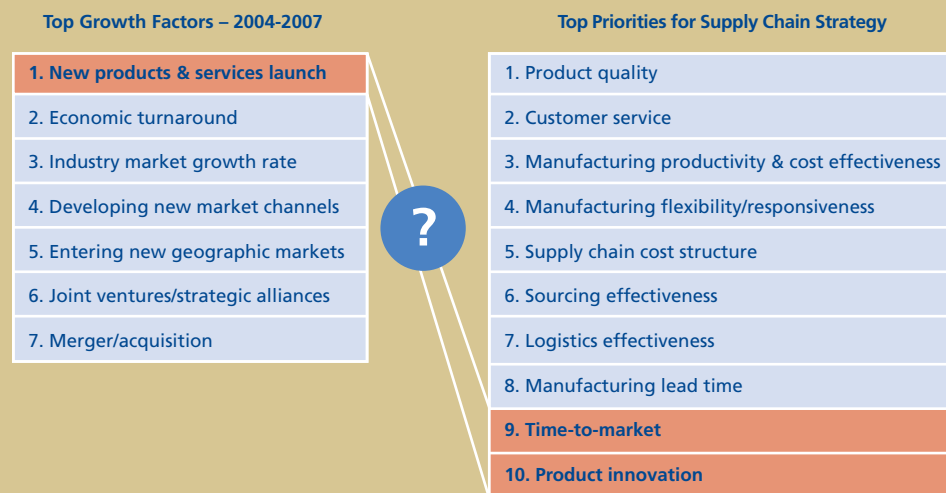 Top Growth Factors – 2004-2007
1. New products & services launch
2. Economic turnaround
3. Industry market growth rate
4. Developing new market channels
5. Entering new geographic markets
6. Joint ventures/strategic alliances
7. Merger/acquisition
?
Top Priorities for Supply Chain Strategy
1. Product quality
2. Customer service
3. Manufacturing productivity & cost effectiveness
4. Manufacturing flexibility/responsiveness
5. Supply chain cost structure
6. Sourcing effectiveness
7. Logistics effectiveness
8. Manufacturing lead time
9. Time-to-market
10. Product innovation